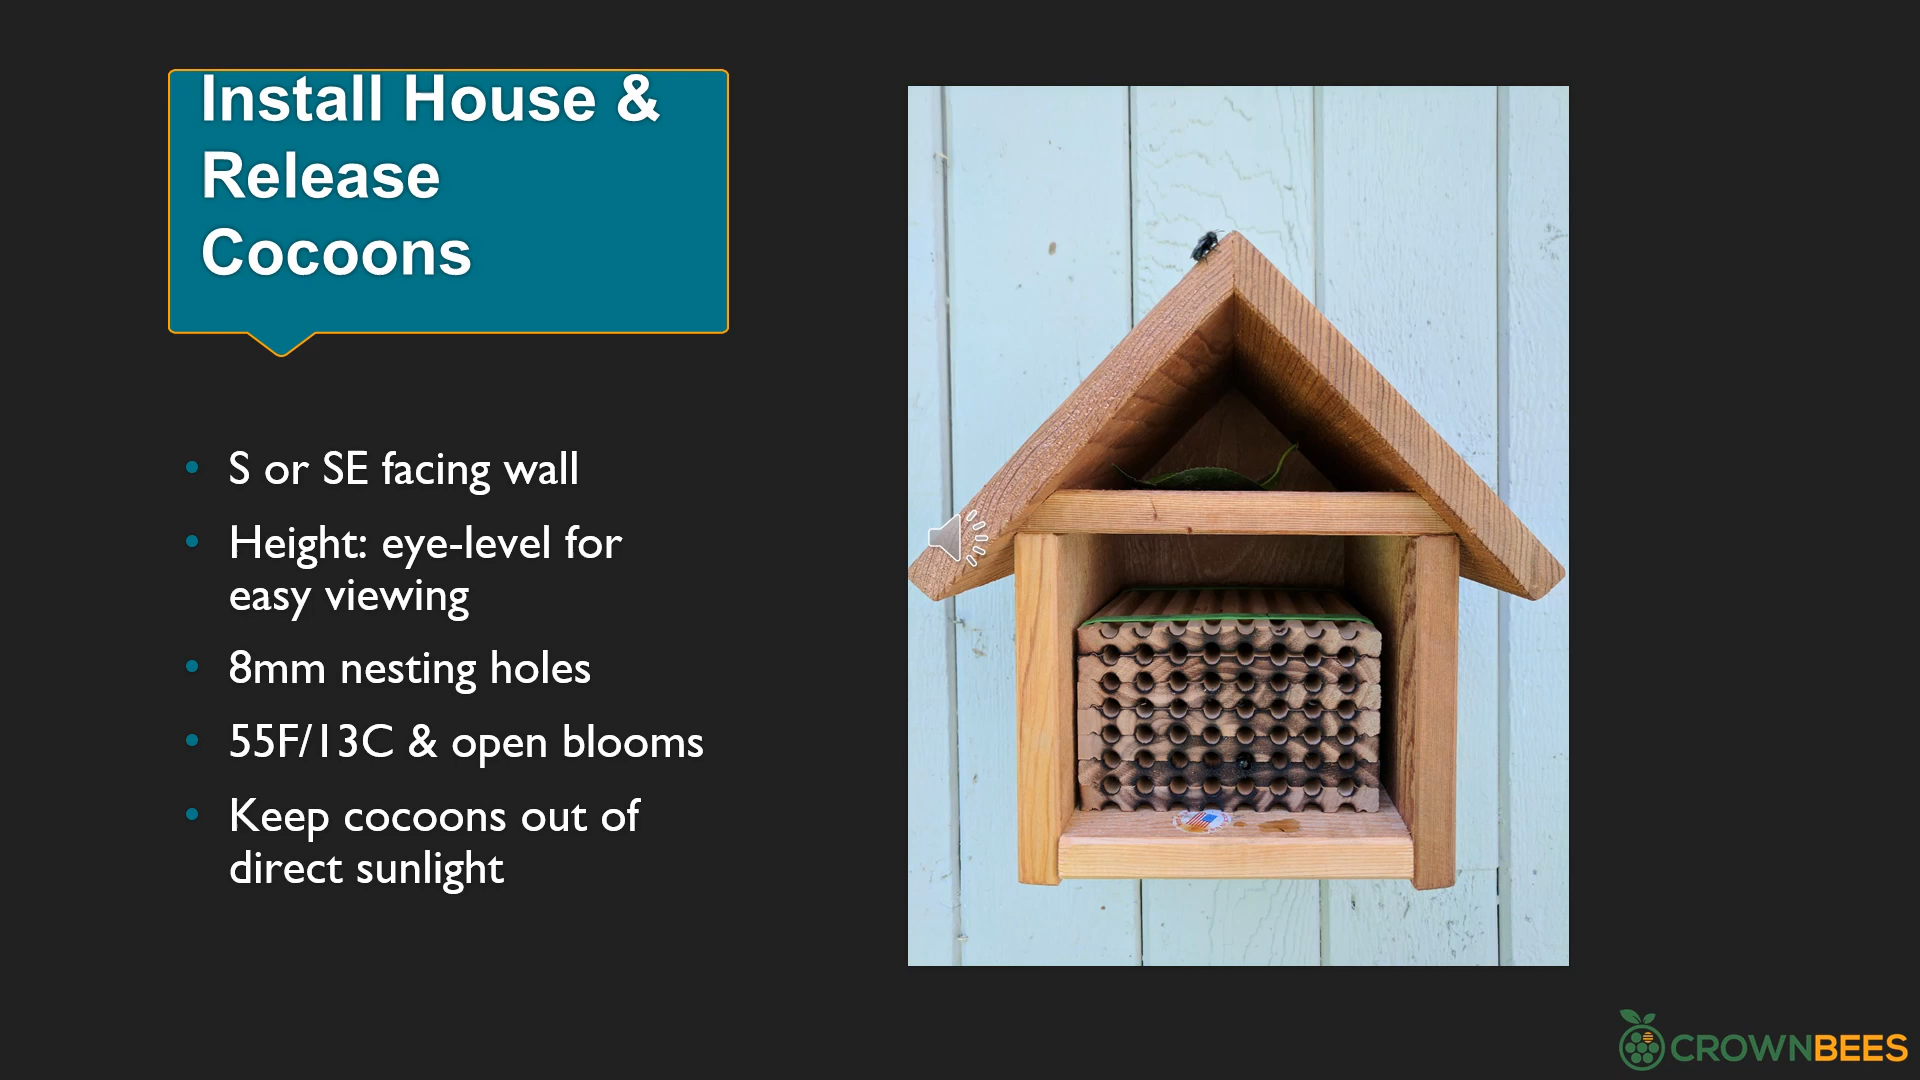 Install House &
Release
Cocoons
• S or SE facing wall
• Height: eye-level for
easy viewing
• 8mm nesting holes
• 55F/13C & open blooms
• Keep cocoons out of
direct sunlight
CROWNBEES